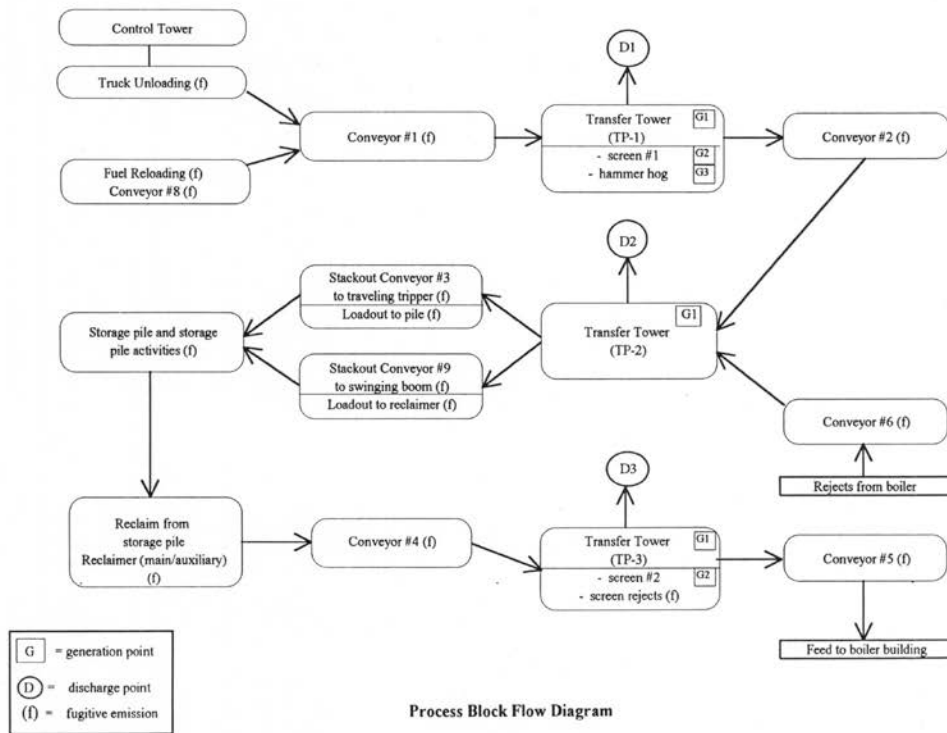 Control Tower
Truck Unloading (f)
Fuel Reloading (f)
Conveyor #8 (f)
Conveyor #1 (f)
D1
Transfer Tower
(TP-1)
G1
- screen #1
G2
- hammer hog
G3
Conveyor #2 (f)
D2
Stackout Conveyor #3
to traveling tripper (f)
Loadout to pile (f)
Transfer Tower
(TP-2)
G1
Storage pile and storage
pile activities (f)
Stackout Conveyor #9
to swinging boom (f)
Loadout to reclaimer (f)
Conveyor #6 (f)
Rejects from boiler
D3
Reclaim from
storage pile
Reclaimer (main/auxiliary)
(f)
Conveyor #4 (f)
Transfer Tower
(TP-3)
G1
- screen #2
G2
- screen rejects (f)
Conveyor #5 (f)
Feed to boiler building
G = generation point
D = discharge point
(f) = fugitive emission
Process Block Flow Diagram